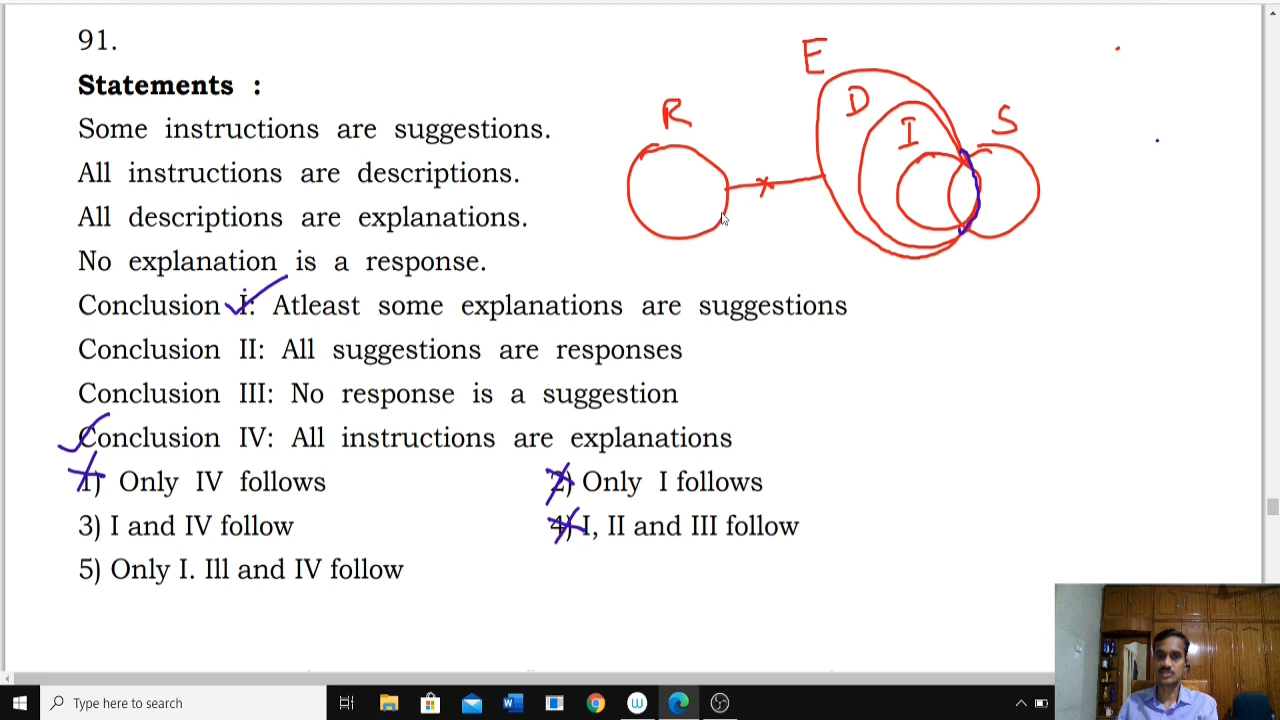 91.
Statements :
Some instructions are suggestions.
All instructions are descriptions.
All descriptions are explanations.
No explanation is a response.
Conclusion I: Atleast some explanations are suggestions
Conclusion II: All suggestions are responses
Conclusion III: No response is a suggestion
Conclusion IV: All instructions are explanations
1) Only IV follows
2) Only I follows
3) I and IV follow
4) I, II and III follow
5) Only I. Ill and IV follow
E
D
R
I
S
Type here to search